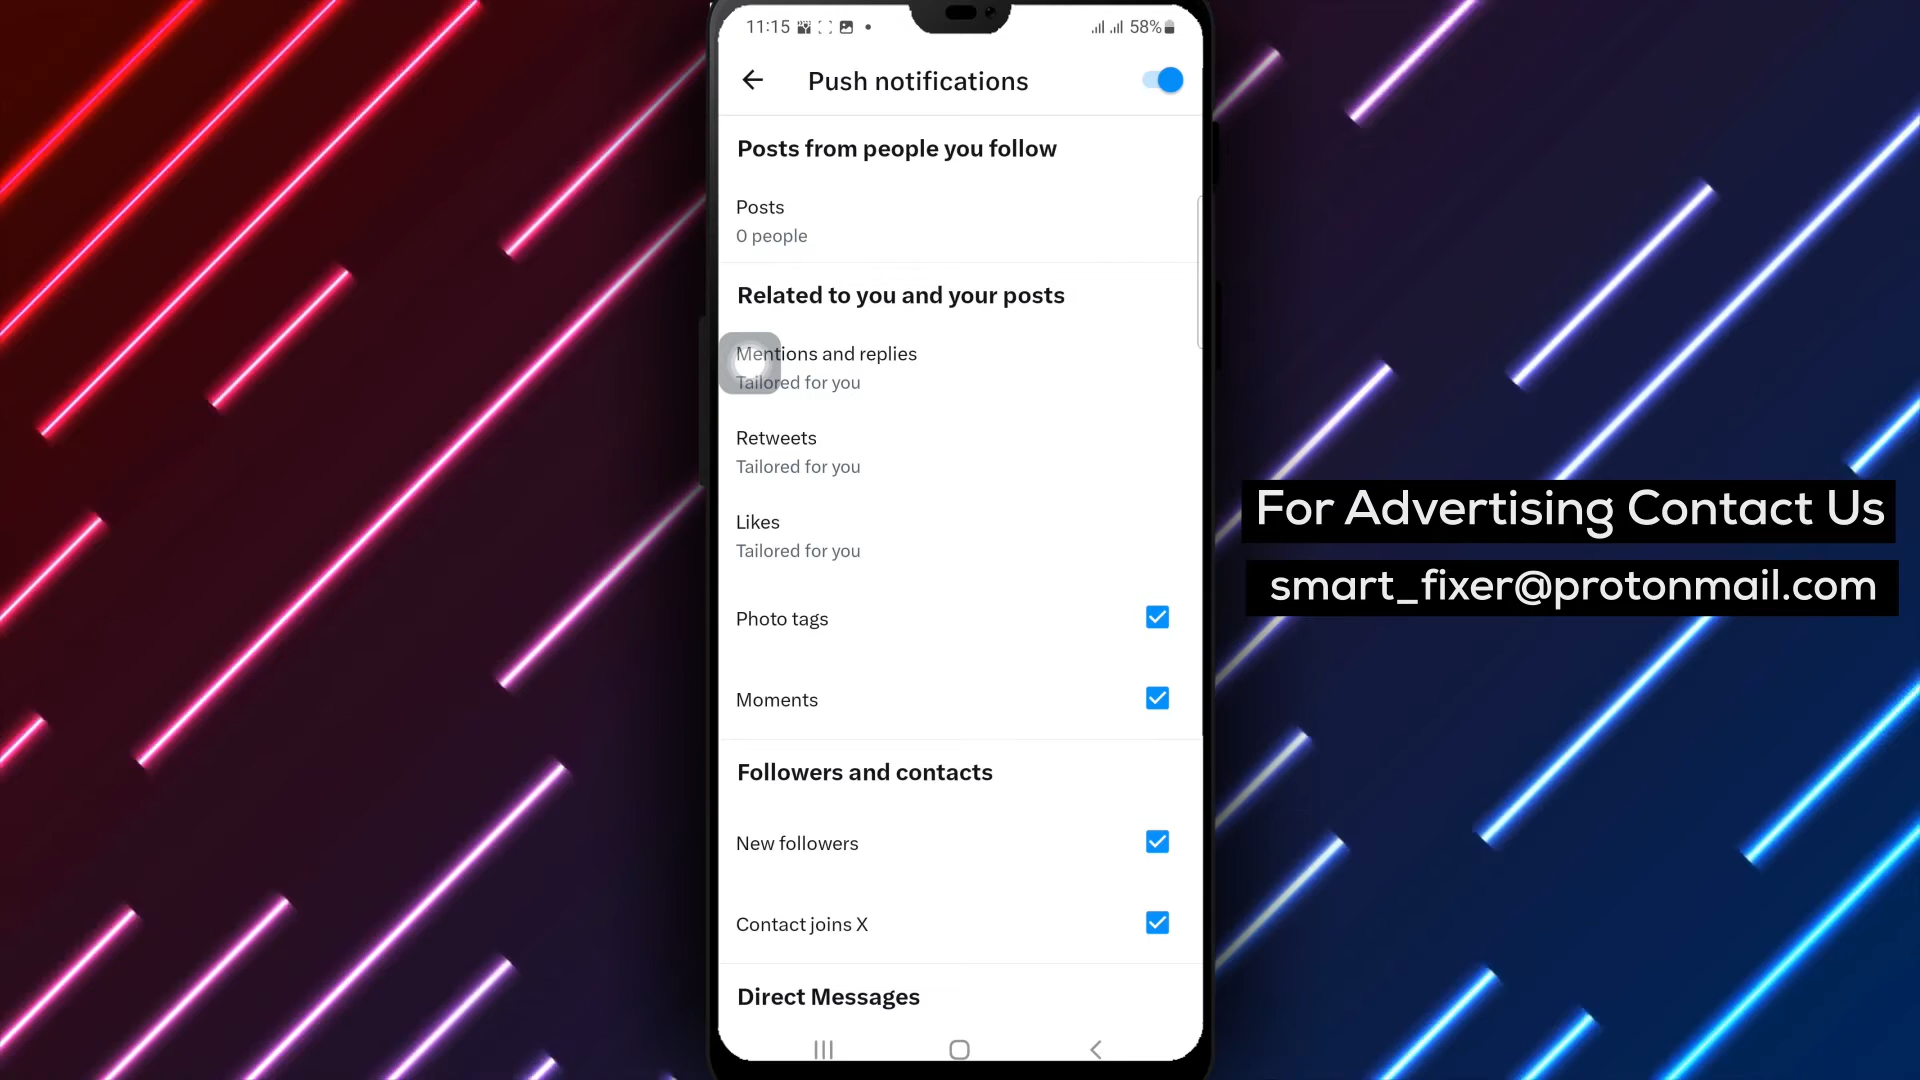 11:15
58%
Push notifications
Posts from people you follow
Posts
0 people
Related to you and your posts
Mentions and replies
Tailored for you
Retweets
Tailored for you
Likes
Tailored for you
Photo tags
Moments
Followers and contacts
New followers
Contact joins X
Direct Messages
For Advertising Contact Us
smart_fixer@protonmail.com